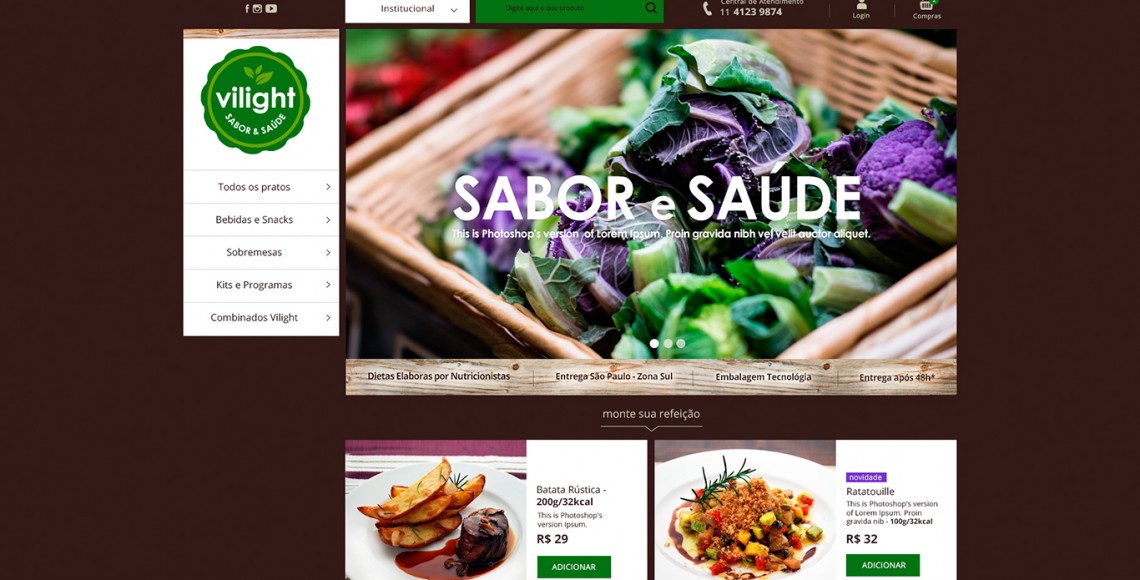 Institucional
Digite aqui o que produto
Central de Atendimento
11 4123 9874
Login
Compras
vilight
SABOR & SAÚDE
Todos os pratos
Bebidas e Snacks
Sobremesas
Kits e Programas
Combinados Vilight
SABOR e SAÚDE
This is Photoshop's version of Lorem Ipsum. Proin gravida nibh vel velit auctor aliquet.
Dietas Elaboras por Nutricionistas
Entrega São Paulo - Zona Sul
Embalagem Tecnológia
Entrega após 48h*
monte sua refeição
Batata Rústica -
200g/32kcal
This is Photoshop's
version Ipsum.
R$ 29
ADICIONAR
novidade
Ratatouille
This is Photoshop's version
of Lorem Ipsum. Proin
gravida nib - 100g/32kcal
R$ 32
ADICIONAR